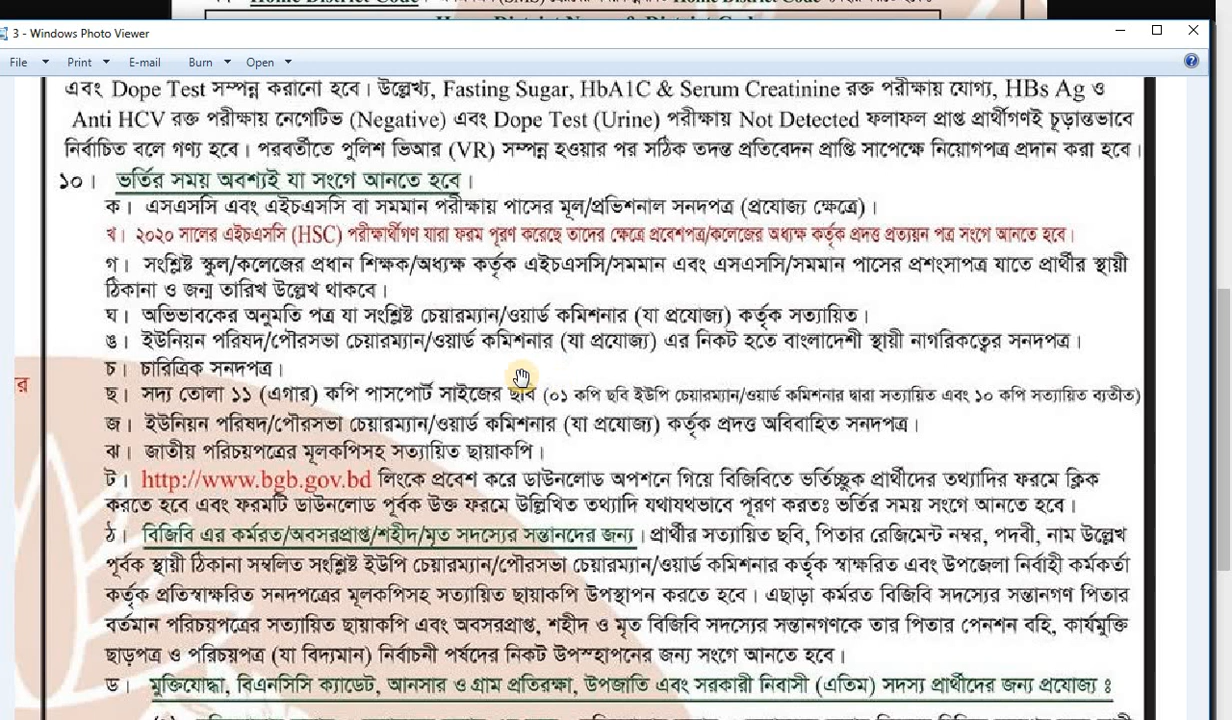 Home District Code
3 - Windows Photo Viewer
File Print E-mail Burn Open
এবং Dope Test সম্পন্ন করানো হবে। উল্লেখ্য, Fasting Sugar, HbA1C & Serum Creatinine রক্ত পরীক্ষায় যোগ্য, HBs Ag ও
Anti HCV রক্ত পরীক্ষায় নেগেটিভ (Negative) এবং Dope Test (Urine) পরীক্ষায় Not Detected ফলাফল প্রাপ্ত প্রার্থীগণই চূড়ান্তভাবে
নির্বাচিত বলে গণ্য হবে। পরবর্তীতে পুলিশ ভিআর (VR) সম্পন্ন হওয়ার পর সঠিক তদন্ত প্রতিবেদন প্রাপ্তি সাপেক্ষে নিয়োগপত্র প্রদান করা হবে।
১০। ভর্তির সময় অবশ্যই যা সংগে আনতে হবে।
ক। এসএসসি এবং এইচএসসি বা সমমান পরীক্ষায় পাসের মূল/প্রভিশনাল সনদপত্র (প্রযোজ্য ক্ষেত্রে)।
খ। ২০২০ সালের এইচএসসি (HSC) পরীক্ষার্থীগণ যারা ফরম পূরণ করেছে তাদের ক্ষেত্রে প্রবেশপত্র/কলেজের অধ্যক্ষ কর্তৃক প্রদত্ত প্রত্যয়ন পত্র সংগে আনতে হবে।
গ। সংশ্লিষ্ট স্কুল/কলেজের প্রধান শিক্ষক/অধ্যক্ষ কর্তৃক এইচএসসি/সমমান এবং এসএসসি/সমমান পাসের প্রশংসাপত্র যাতে প্রার্থীর স্থায়ী
ঠিকানা ও জন্ম তারিখ উল্লেখ থাকবে।
ঘ। অভিভাবকের অনুমতি পত্র যা সংশ্লিষ্ট চেয়ারম্যান/ওয়ার্ড কমিশনার (যা প্রযোজ্য) কর্তৃক সত্যায়িত।
ঙ। ইউনিয়ন পরিষদ/পৌরসভা চেয়ারম্যান/ওয়ার্ড কমিশনার (যা প্রযোজ্য) এর নিকট হতে বাংলাদেশী স্থায়ী নাগরিকত্বের সনদপত্র।
চ। চারিত্রিক সনদপত্র।
র
ছ। সদ্য তোলা ১১ (এগার) কপি পাসপোর্ট সাইজের ছবি (০১ কপি ছবি ইউপি চেয়ারম্যান/ওয়ার্ড কমিশনার দ্বারা সত্যায়িত এবং ১০ কপি সত্যায়িত ব্যতীত)
জ। ইউনিয়ন পরিষদ/পৌরসভা চেয়ারম্যান/ওয়ার্ড কমিশনার (যা প্রযোজ্য) কর্তৃক প্রদত্ত অবিবাহিত সনদপত্র।
ঝ। জাতীয় পরিচয়পত্রের মূলকপিসহ সত্যায়িত ছায়াকপি।
ট। http://www.bgb.gov.bd লিংকে প্রবেশ করে ডাউনলোড অপশনে গিয়ে বিজিবিতে ভর্তিচ্ছুক প্রার্থীদের তথ্যাদির ফরমে ক্লিক
করতে হবে এবং ফরমটি ডাউনলোড পূর্বক উক্ত ফরমে উল্লিখিত তথ্যাদি যথাযথভাবে পূরণ করতঃ ভর্তির সময় সংগে আনতে হবে।
ঠ। বিজিবি এর কর্মরত/অবসরপ্রাপ্ত/শহীদ/মৃত সদস্যের সন্তানদের জন্য। প্রার্থীর সত্যায়িত ছবি, পিতার রেজিমেন্ট নম্বর, পদবী, নাম উল্লেখ
পূর্বক স্থায়ী ঠিকানা সম্বলিত সংশ্লিষ্ট ইউপি চেয়ারম্যান/পৌরসভা চেয়ারম্যান/ওয়ার্ড কমিশনার কর্তৃক স্বাক্ষরিত এবং উপজেলা নির্বাহী কর্মকর্তা
কর্তৃক প্রতিস্বাক্ষরিত সনদপত্রের মূলকপিসহ সত্যায়িত ছায়াকপি উপস্থাপন করতে হবে। এছাড়া কর্মরত বিজিবি সদস্যের সন্তানগণ পিতার
বর্তমান পরিচয়পত্রের সত্যায়িত ছায়াকপি এবং অবসরপ্রাপ্ত, শহীদ ও মৃত বিজিবি সদস্যের সন্তানগণকে তার পিতার পেনশন বহি, কার্যমুক্তি
ছাড়পত্র ও পরিচয়পত্র (যা বিদ্যমান) নির্বাচনী পর্ষদের নিকট উপস্হাপনের জন্য সংগে আনতে হবে।
ড। মুক্তিযোদ্ধা, বিএনসিসি ক্যাডেট, আনসার ও গ্রাম প্রতিরক্ষা, উপজাতি এবং সরকারী নিবাসী (এতিম) সদস্য প্রার্থীদের জন্য প্রযোজ্য ঃ